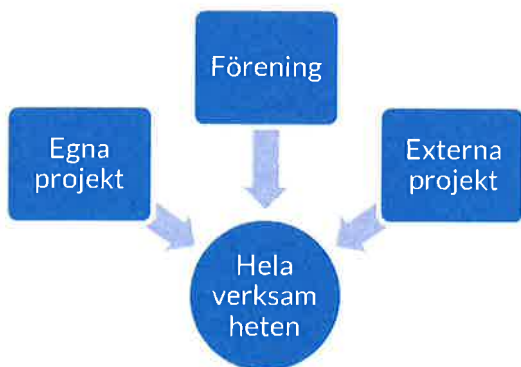 Förening
Egna
projekt
Externa
projekt
Hela
verksam
heten